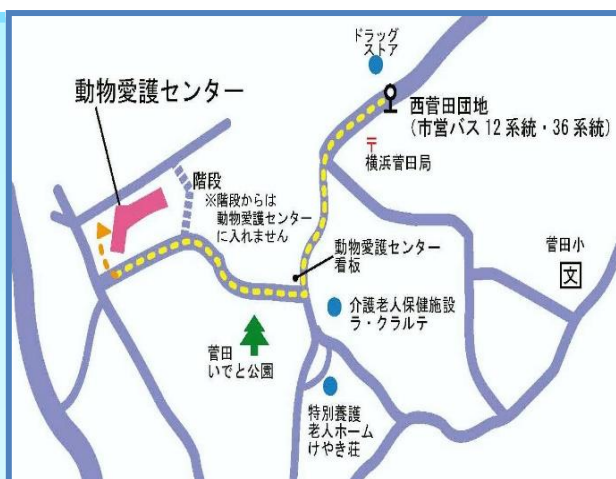 ドラッグ
ストア
動物愛護センター
西菅田団地
(市営バス 12 系統・36 系統)
〒
横浜菅田局
階段
※階段からは
動物愛護センター
に入れません
動物愛護センター
看板
菅田小
文
介護老人保健施設
ラ・クラルテ
菅田
いでと公園
特別養護
老人ホーム
けやき荘